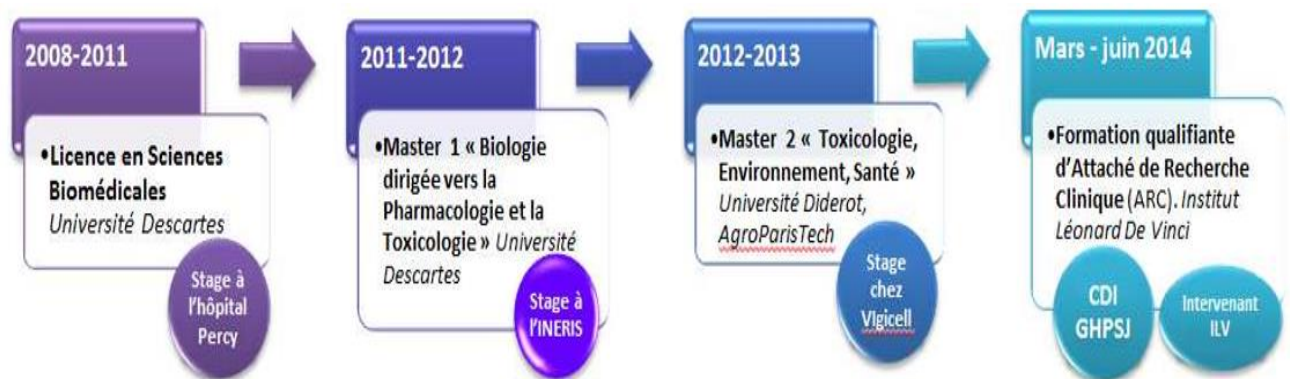 2008-2011
•Licence en Sciences
Biomédicales
Université Descartes
Stage à
l'hôpital
Percy
2011-2012
•Master 1 « Biologie
dirigée vers la
Pharmacologie et la
Toxicologie » Université
Descartes
Stage à
l'INERIS
2012-2013
•Master 2 « Toxicologie,
Environnement, Santé »
Université Diderot,
AgroParisTech
Stage
chez
VIgicell
Mars - juin 2014
•Formation qualifiante
d'Attaché de Recherche
Clinique (ARC). Institut
Léonard De Vinci
CDI
GHPSJ
Intervenant
ILV